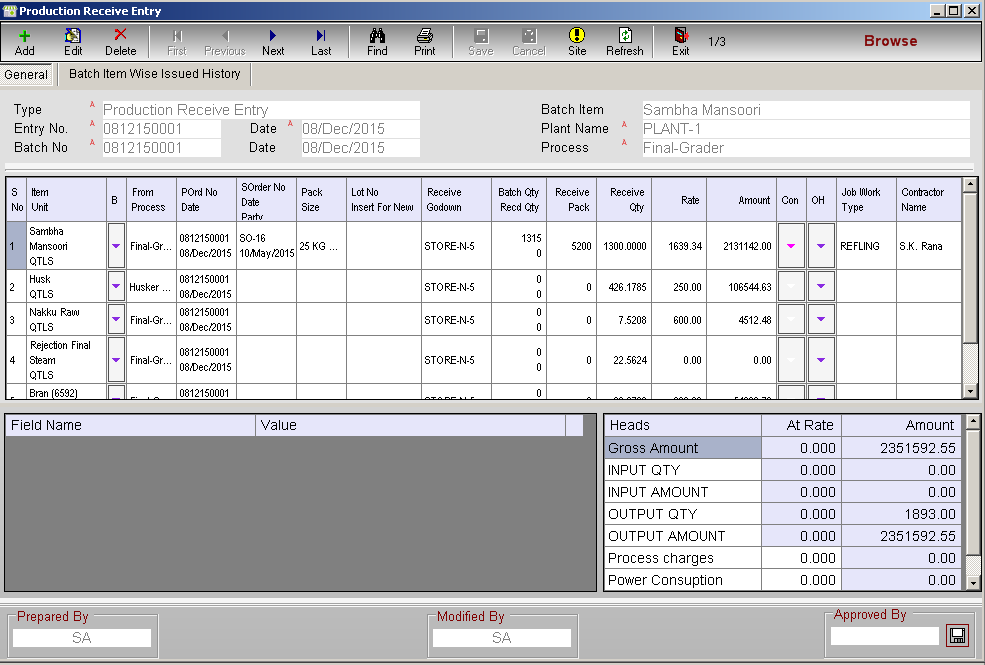 Production Receive Entry
Add Edit Delete First Previous Next Last Find Print Save Cancel Site Refresh Exit 1/3 Browse
General Batch Item Wise Issued History
Type Production Receive Entry Batch Item Sambha Mansoori
Entry No. 0812150001 Date 08/Dec/2015 Plant Name PLANT-1
Batch No 0812150001 Date 08/Dec/2015 Process Final-Grader
S No Item Unit B From Process POrd No Date SOrder No Date Party Pack Size Lot No Insert For New Receive Godown Batch Qty Recd Qty Receive Pack Receive Qty Rate Amount Con OH Job Work Type Contractor Name
1 Sambha Mansoori QTLS Final-Gr... 0812150001 08/Dec/2015 SO-16 10/May/2015 25 KG ... STORE-N-5 1315 0 5200 1300.0000 1639.34 2131142.00 REFLING S.K. Rana
2 Husk QTLS Husker ... 0812150001 08/Dec/2015 STORE-N-5 0 0 0 426.1785 250.00 106544.63
3 Nakku Raw QTLS Final-Gr... 0812150001 08/Dec/2015 STORE-N-5 0 0 0 7.5208 600.00 4512.48
4 Rejection Final Steam QTLS Final-Gr... 0812150001 08/Dec/2015 STORE-N-5 0 0 0 22.5624 0.00 0.00
Bran (6592) 0812150001 0
Field Name Value
Heads At Rate Amount
Gross Amount 0.000 2351592.55
INPUT QTY 0.000 0.00
INPUT AMOUNT 0.000 0.00
OUTPUT QTY 0.000 1893.00
OUTPUT AMOUNT 0.000 2351592.55
Process charges 0.000 0.00
Power Consuption 0.000 0.00
Prepared By Modified By Approved By
SA SA